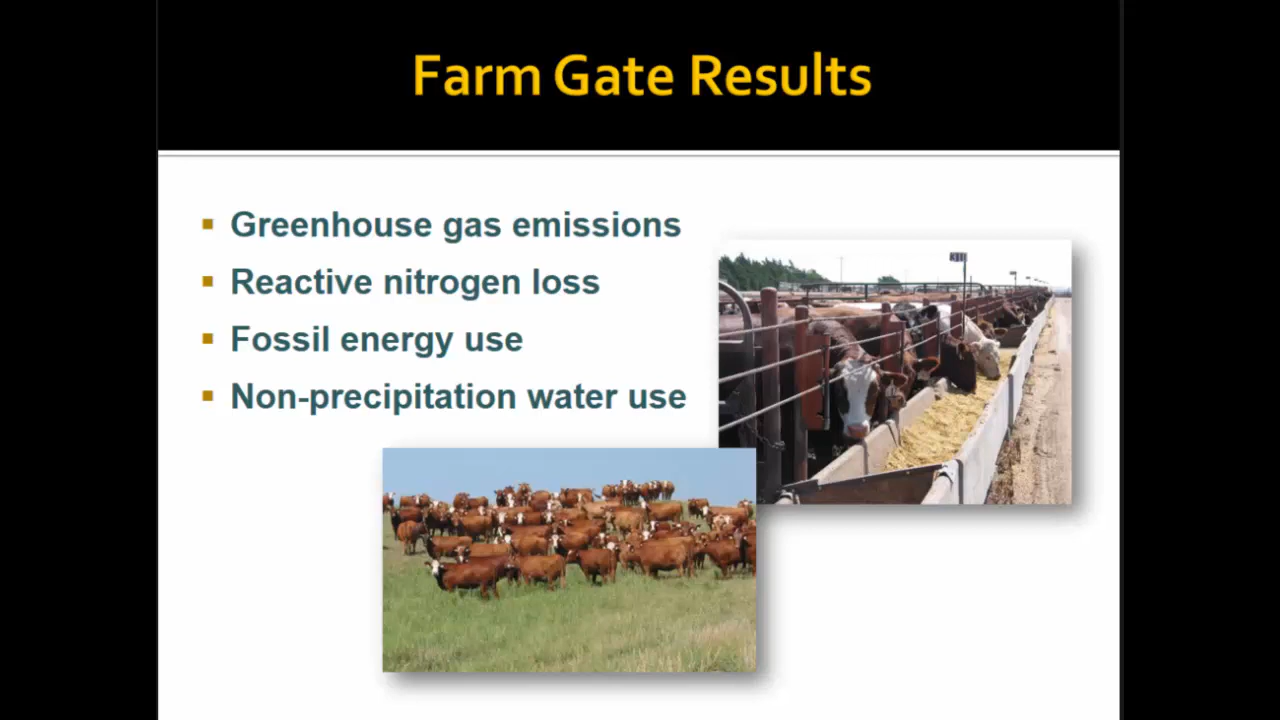 Farm Gate Results
Greenhouse gas emissions
Reactive nitrogen loss
Fossil energy use
Non-precipitation water use